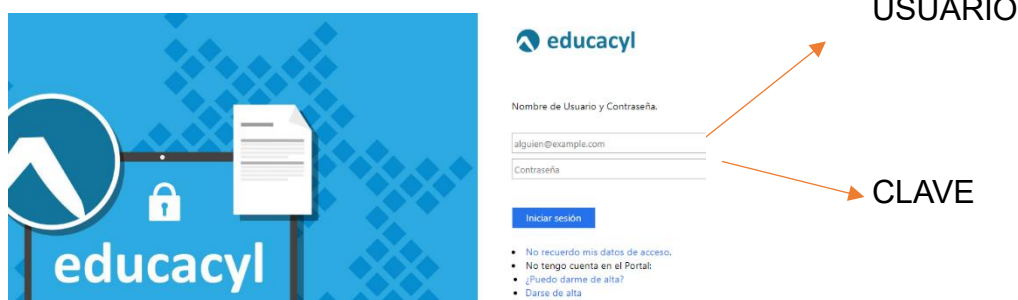 USUARIO
educacyl
Nombre de Usuario y Contraseña.
alguien@example.com
Contraseña
CLAVE
Iniciar sesión
No recuerdo mis datos de acceso.
No tengo cuenta en el Portal:
¿Puedo darme de alta?
Darse de alta
educacyl